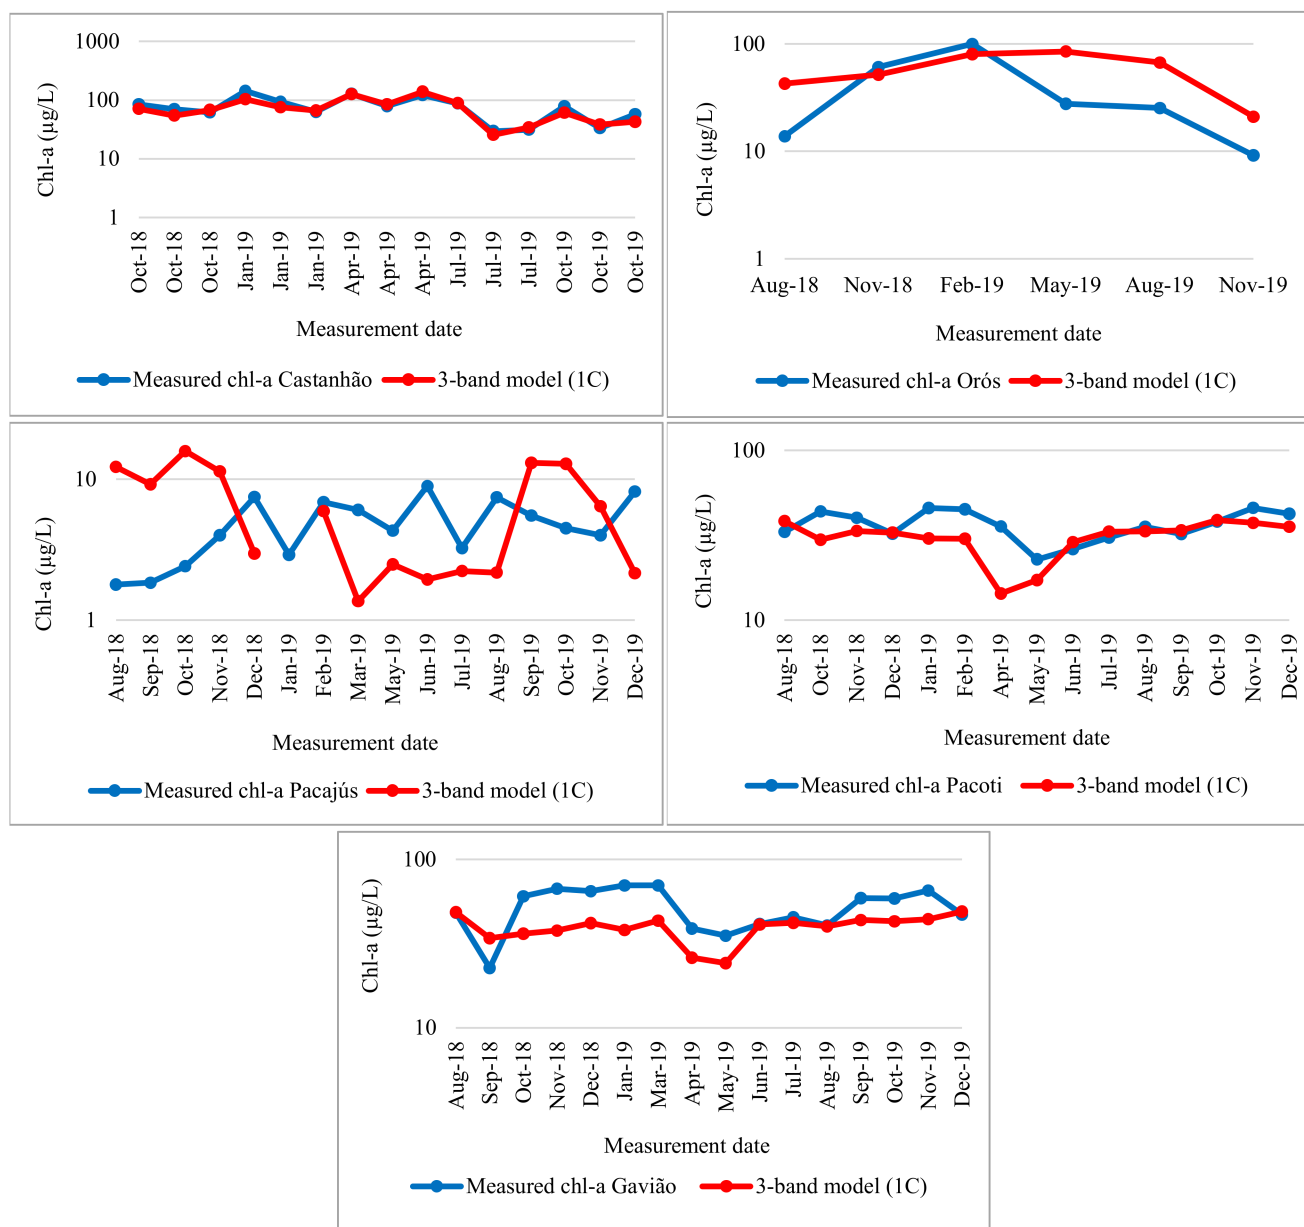 1000
100
10
1
Chl-a (µg/L)
Oct-18
Oct-18
Oct-18
Jan-19
Jan-19
Jan-19
Apr-19
Apr-19
Apr-19
Jul-19
Jul-19
Jul-19
Oct-19
Oct-19
Oct-19
Measurement date
Measured chl-a Castanhão 3-band model (1C)
100
10
1
Chl-a (µg/L)
Aug-18 Nov-18 Feb-19 May-19 Aug-19 Nov-19
Measurement date
Measured chl-a Orós 3-band model (1C)
10
1
Chl-a (µg/L)
Aug-18
Sep-18
Oct-18
Nov-18
Dec-18
Jan-19
Feb-19
Mar-19
May-19
Jun-19
Jul-19
Aug-19
Sep-19
Oct-19
Nov-19
Dec-19
Measurement date
Measured chl-a Pacajús 3-band model (1C)
100
10
Chl-a (µg/L)
Aug-18
Oct-18
Nov-18
Dec-18
Jan-19
Feb-19
Apr-19
May-19
Jun-19
Jul-19
Aug-19
Sep-19
Oct-19
Nov-19
Dec-19
Measurement date
Measured chl-a Pacoti 3-band model (1C)
100
10
Chl-a (µg/L)
Aug-18
Sep-18
Oct-18
Nov-18
Dec-18
Jan-19
Mar-19
Apr-19
May-19
Jun-19
Jul-19
Aug-19
Sep-19
Oct-19
Nov-19
Dec-19
Measurement date
Measured chl-a Gavião 3-band model (1C)